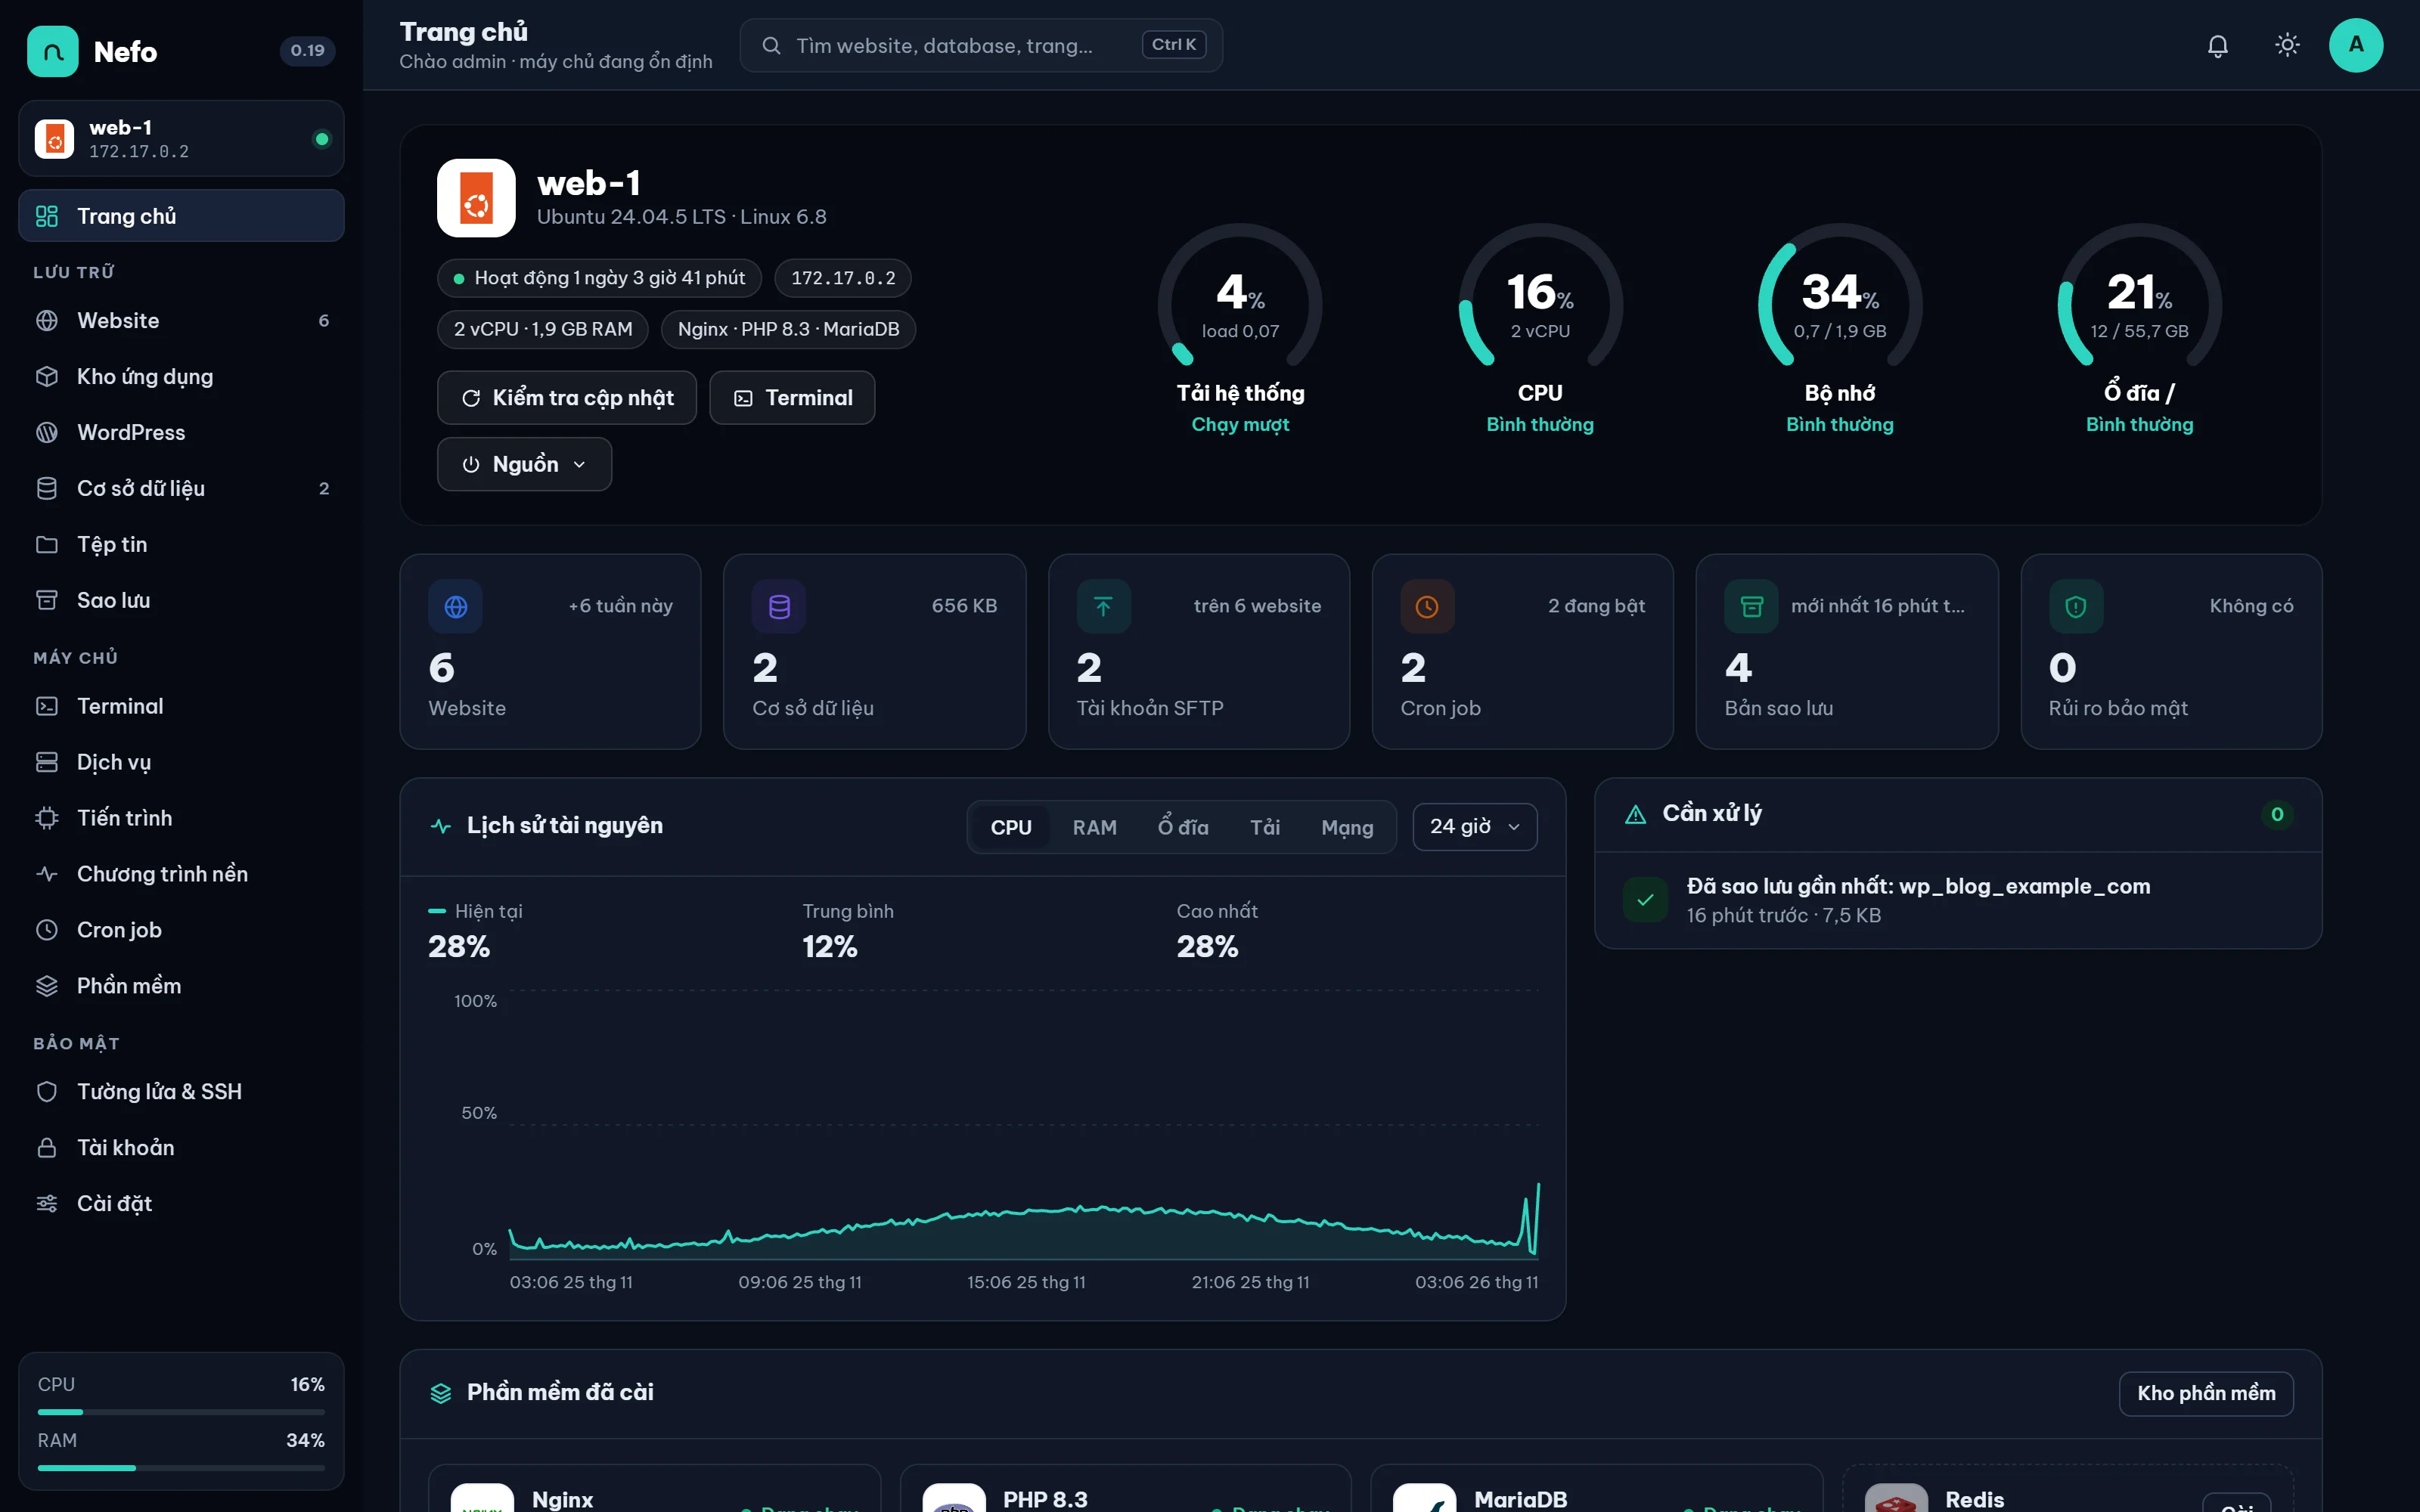 Nefo
0.19
web-1
172.17.0.2
Trang chủ
LƯU TRỮ
Website 6
Kho ứng dụng
WordPress
Cơ sở dữ liệu 2
Tệp tin
Sao lưu
MÁY CHỦ
Terminal
Dịch vụ
Tiến trình
Chương trình nền
Cron job
Phần mềm
BẢO MẬT
Tường lửa & SSH
Tài khoản
Cài đặt
CPU 16%
RAM 34%
Trang chủ
Chào admin · máy chủ đang ổn định
Tìm website, database, trang...
Ctrl K
A
web-1
Ubuntu 24.04.5 LTS · Linux 6.8
Hoạt động 1 ngày 3 giờ 41 phút
172.17.0.2
2 vCPU · 1,9 GB RAM
Nginx · PHP 8.3 · MariaDB
Kiểm tra cập nhật
Terminal
Nguồn
4%
load 0,07
Tải hệ thống
Chạy mượt
16%
2 vCPU
CPU
Bình thường
34%
0,7 / 1,9 GB
Bộ nhớ
Bình thường
21%
12 / 55,7 GB
Ổ đĩa /
Bình thường
+6 tuần này
6
Website
656 KB
2
Cơ sở dữ liệu
trên 6 website
2
Tài khoản SFTP
2 đang bật
2
Cron job
mới nhất 16 phút t...
4
Bản sao lưu
Không có
0
Rủi ro bảo mật
Lịch sử tài nguyên
CPU RAM Ổ đĩa Tải Mạng
24 giờ
Hiện tại
28%
Trung bình
12%
Cao nhất
28%
100%
50%
0%
03:06 25 thg 11
09:06 25 thg 11
15:06 25 thg 11
21:06 25 thg 11
03:06 26 thg 11
Cần xử lý
0
Đã sao lưu gần nhất: wp_blog_example_com
16 phút trước · 7,5 KB
Phần mềm đã cài
Kho phần mềm
Nginx
Đang chạy
PHP 8.3
Đang chạy
MariaDB
Đang chạy
Redis
Cài